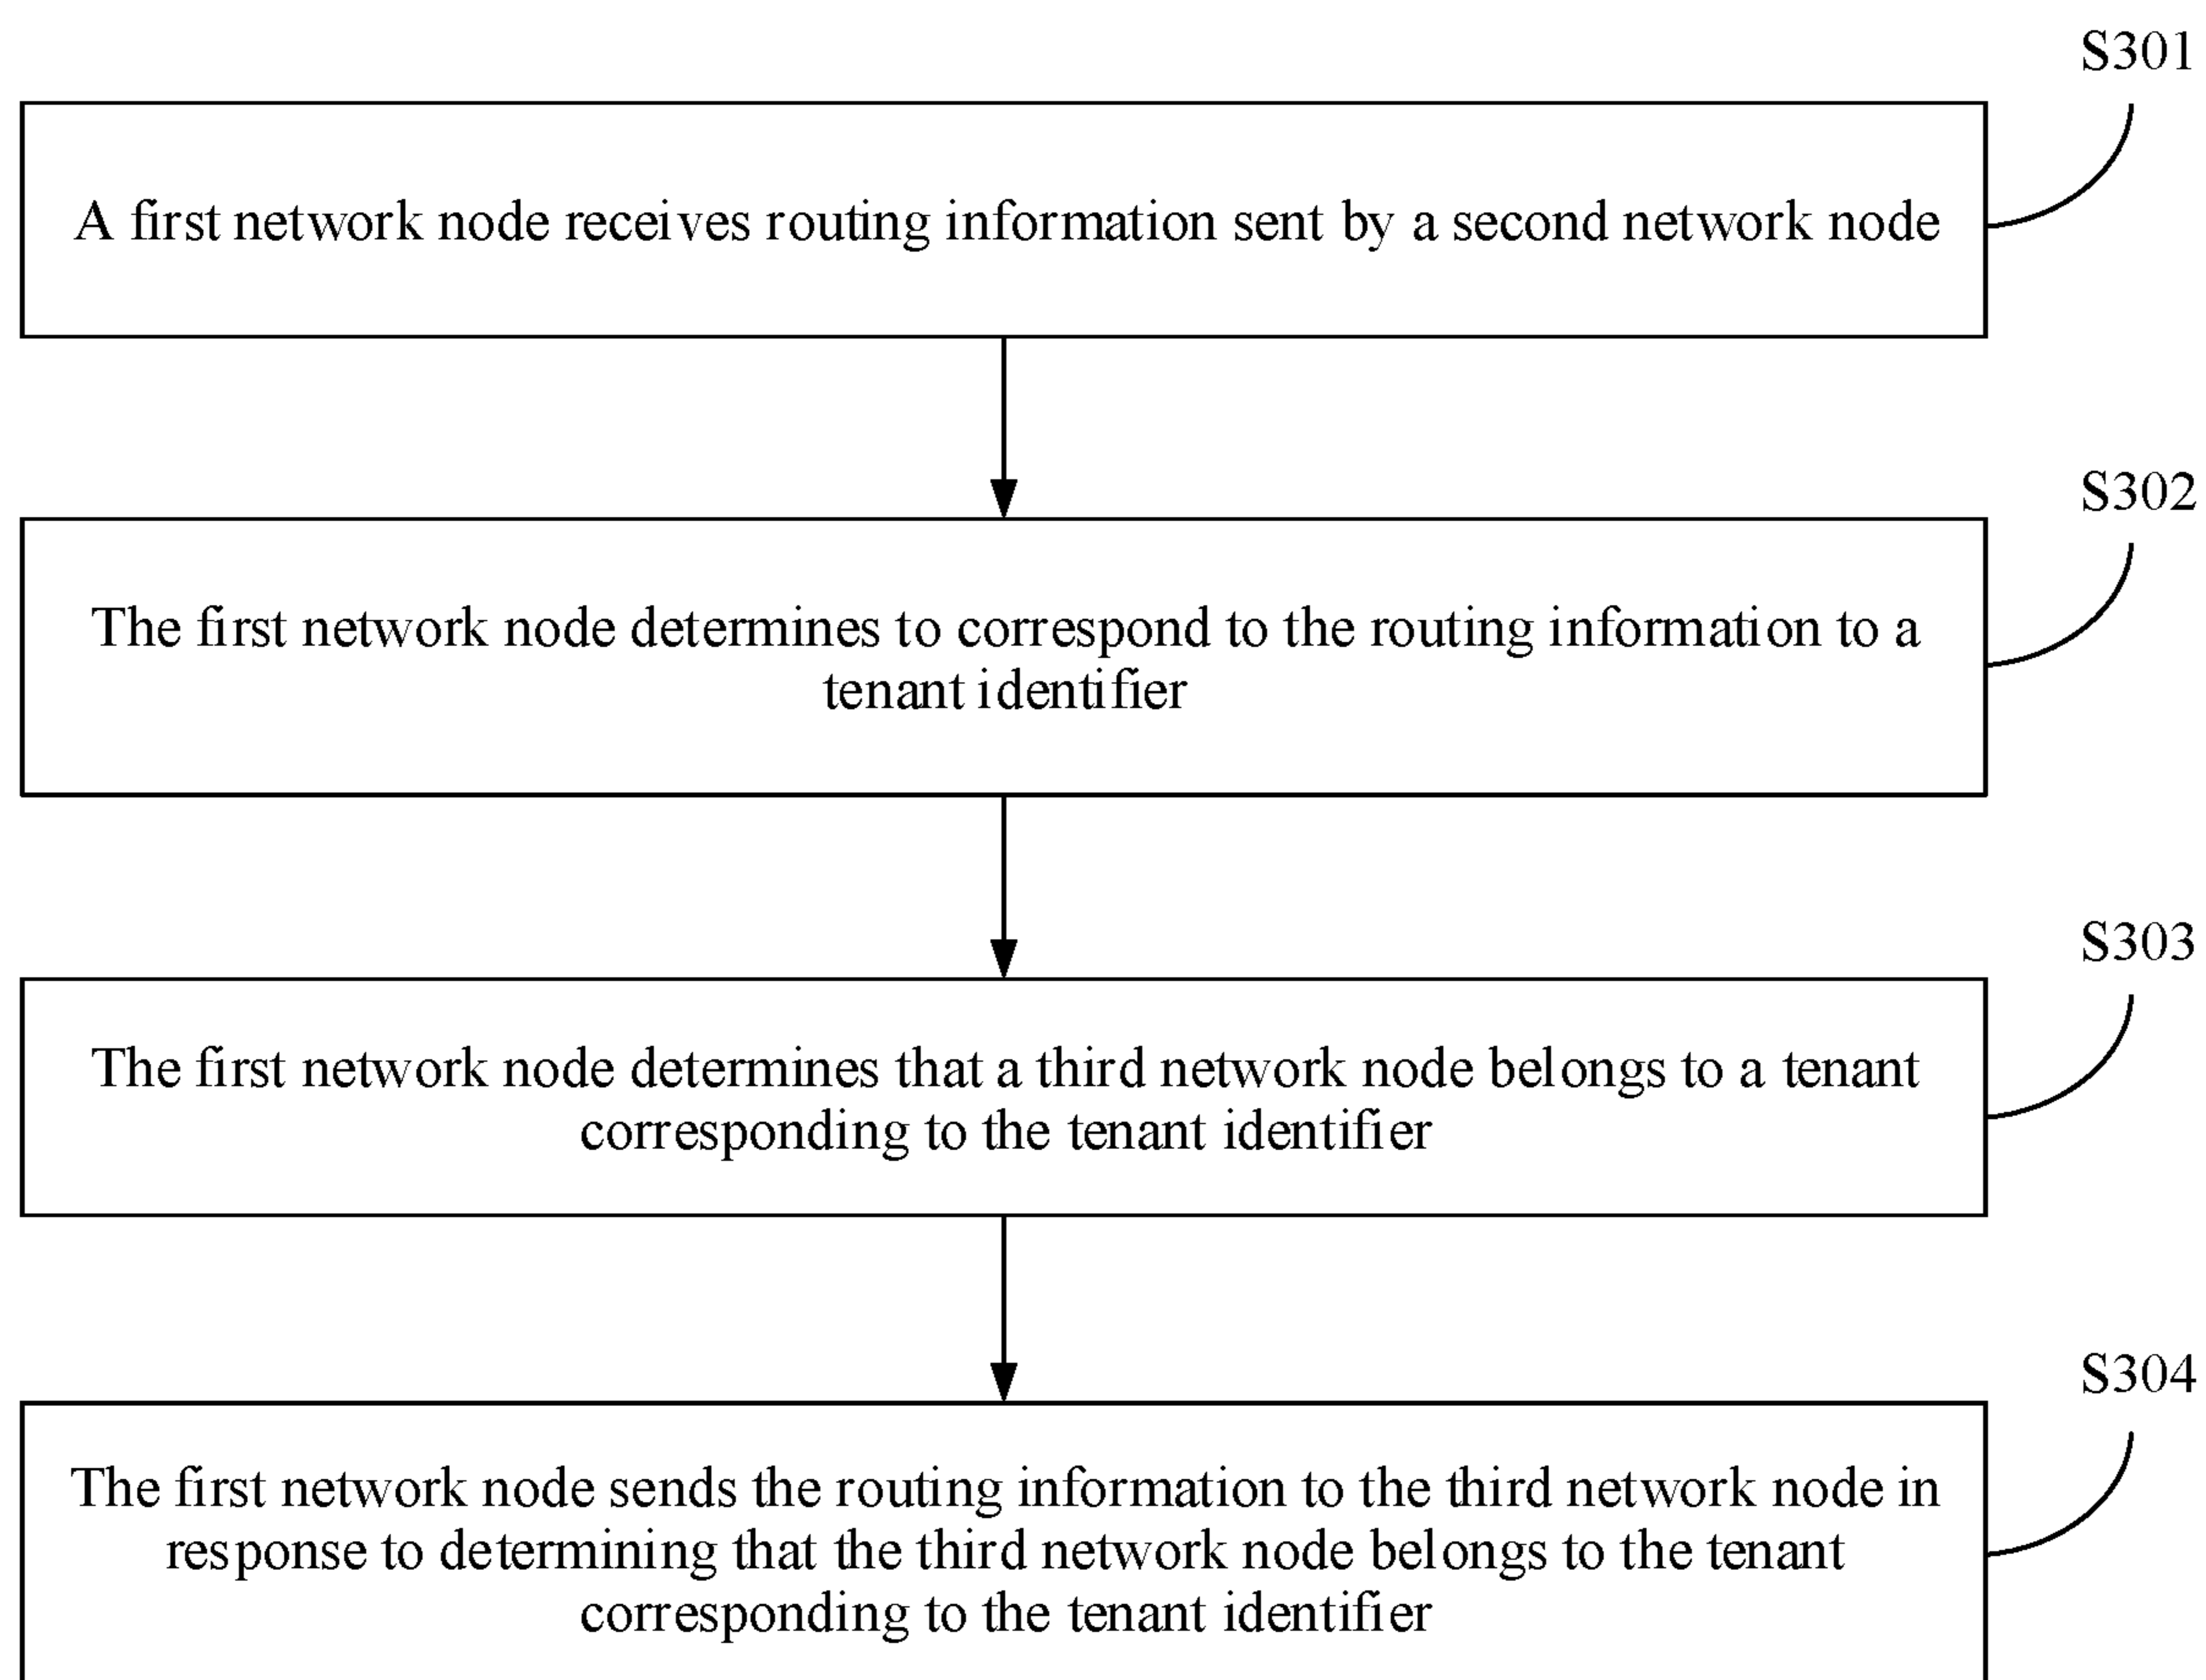 S301
A first network node receives routing information sent by a second network node
S302
The first network node determines to correspond to the routing information to a
tenant identifier
S303
The first network node determines that a third network node belongs to a tenant
corresponding to the tenant identifier
S304
The first network node sends the routing information to the third network node in
response to determining that the third network node belongs to the tenant
corresponding to the tenant identifier